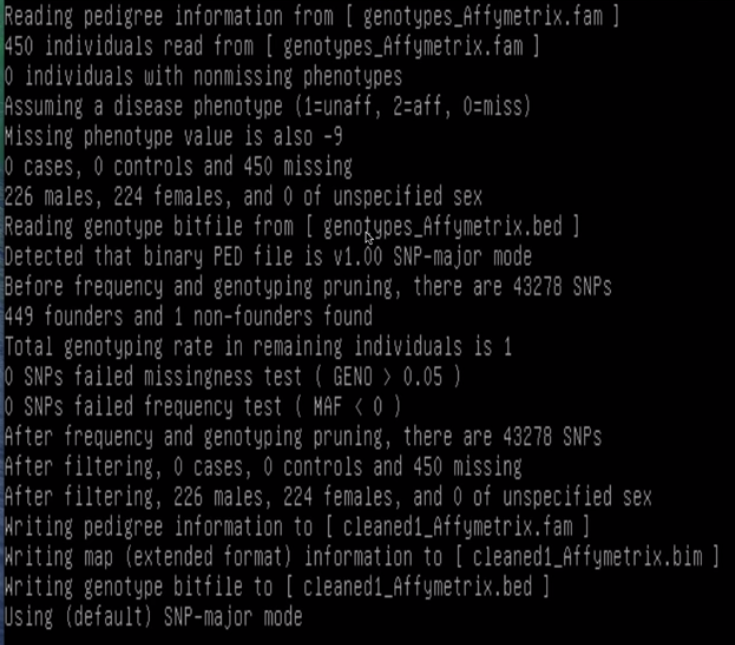 Reading pedigree information from [ genotypes_Affymetrix.fam ]
450 individuals read from [ genotypes_Affymetrix.fam ]
0 individuals with nonmissing phenotypes
Assuming a disease phenotype (1=unaff, 2=aff, 0=miss)
Missing phenotype value is also -9
0 cases, 0 controls and 450 missing
226 males, 224 females, and 0 of unspecified sex
Reading genotype bitfile from [ genotypes_Affymetrix.bed ]
Detected that binary PED file is v1.00 SNP-major mode
Before frequency and genotyping pruning, there are 43278 SNPs
449 founders and 1 non-founders found
Total genotyping rate in remaining individuals is 1
0 SNPs failed missingness test ( GENO > 0.05 )
0 SNPs failed frequency test ( MAF < 0 )
After frequency and genotyping pruning, there are 43278 SNPs
After filtering, 0 cases, 0 controls and 450 missing
After filtering, 226 males, 224 females, and 0 of unspecified sex
Writing pedigree information to [ cleaned1_Affymetrix.fam ]
Writing map (extended format) information to [ cleaned1_Affymetrix.bim ]
Writing genotype bitfile to [ cleaned1_Affymetrix.bed ]
Using (default) SNP-major mode